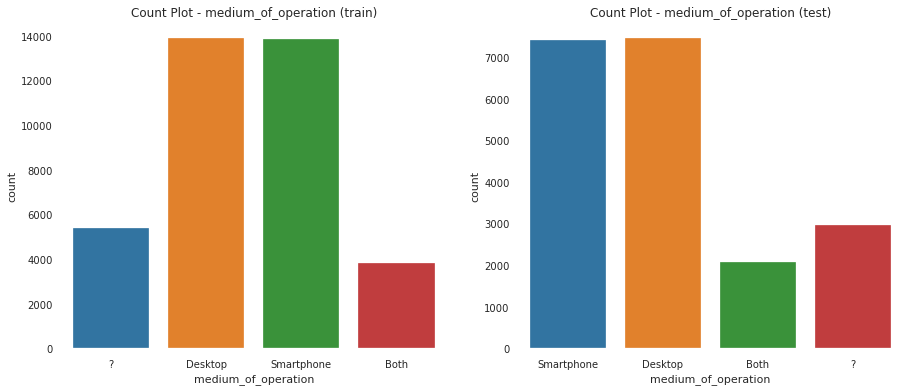 Count Plot - medium_of_operation (train)
count
14000
12000
10000
8000
6000
4000
2000
0
? Desktop Smartphone Both
medium_of_operation
Count Plot - medium_of_operation (test)
count
7000
6000
5000
4000
3000
2000
1000
0
Smartphone Desktop Both ?
medium_of_operation